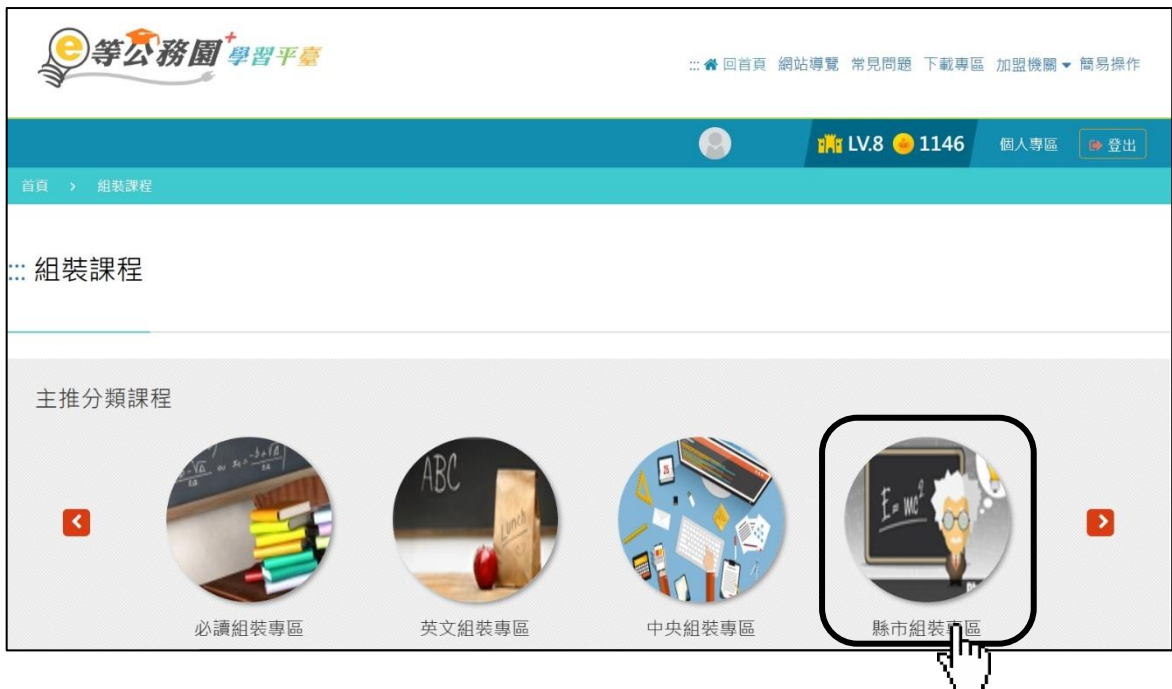 e等公務園+學習平臺
::: 回首頁 網站導覽 常見問題 下載專區 加盟機關 簡易操作
LV.8 1146 個人專區 登出
首頁 > 組裝課程
::: 組裝課程
主推分類課程
ABC
Lunch
E=mc²
必讀組裝專區 英文組裝專區 中央組裝專區 縣市組裝專區